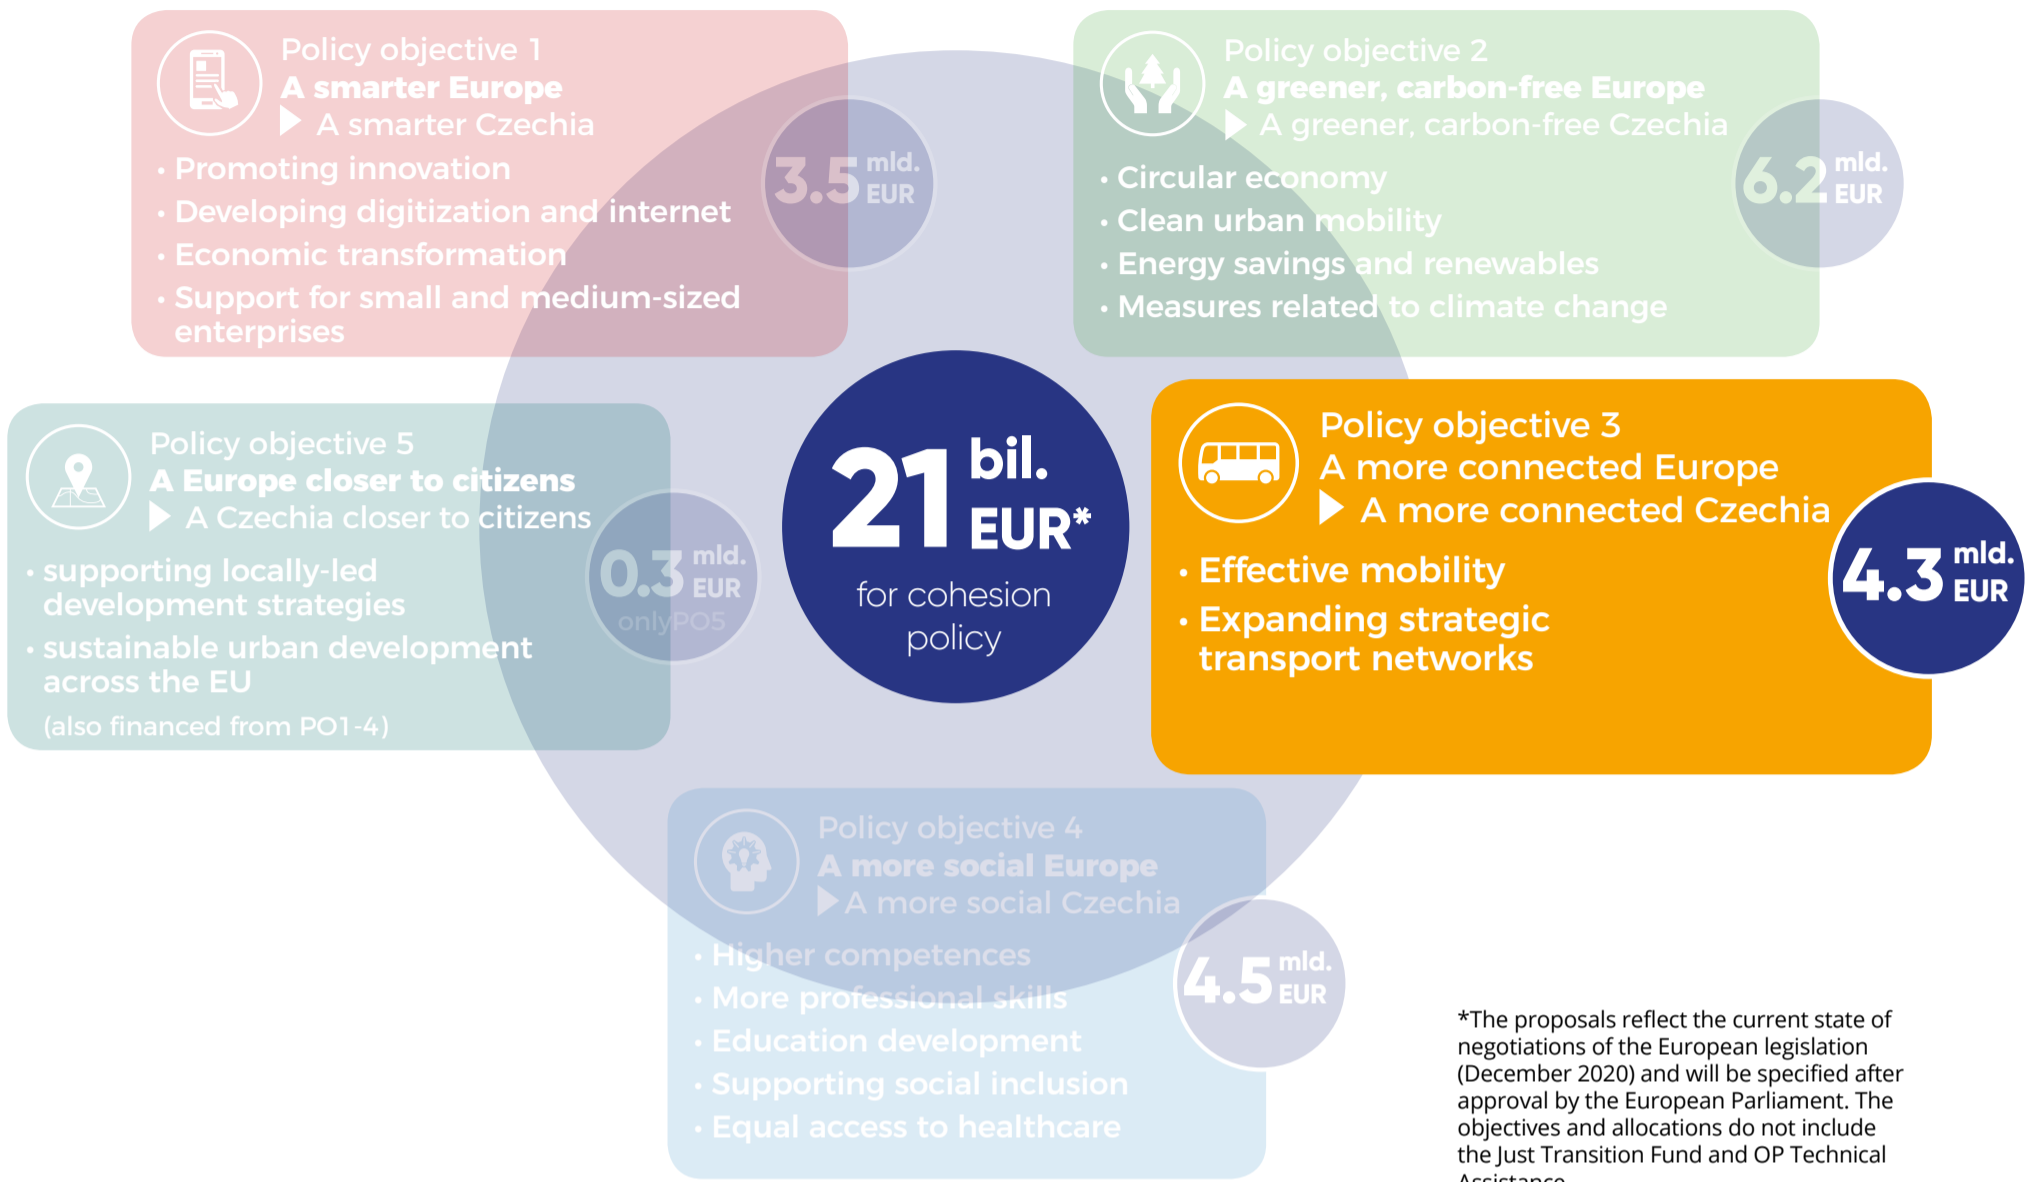 Policy objective 1
A smarter Europe
A smarter Czechia
• Promoting innovation
• Developing digitization and internet
• Economic transformation
• Support for small and medium-sized
enterprises
3.5 mld.
EUR
Policy objective 2
A greener, carbon-free Europe
A greener, carbon-free Czechia
• Circular economy
• Clean urban mobility
• Energy savings and renewables
• Measures related to climate change
6.2 mld.
EUR
Policy objective 5
A Europe closer to citizens
A Czechia closer to citizens
• supporting locally-led
development strategies
• sustainable urban development
across the EU
(also financed from PO1-4)
0.3 mld.
EUR
onlyPO5
21 bil.
EUR*
for cohesion
policy
Policy objective 3
A more connected Europe
A more connected Czechia
• Effective mobility
• Expanding strategic
transport networks
4.3 mld.
EUR
Policy objective 4
A more social Europe
A more social Czechia
• Higher competences
• More professional skills
• Education development
• Supporting social inclusion
• Equal access to healthcare
4.5 mld.
EUR
*The proposals reflect the current state of
negotiations of the European legislation
(December 2020) and will be specified after
approval by the European Parliament. The
objectives and allocations do not include
the Just Transition Fund and OP Technical
Assistance